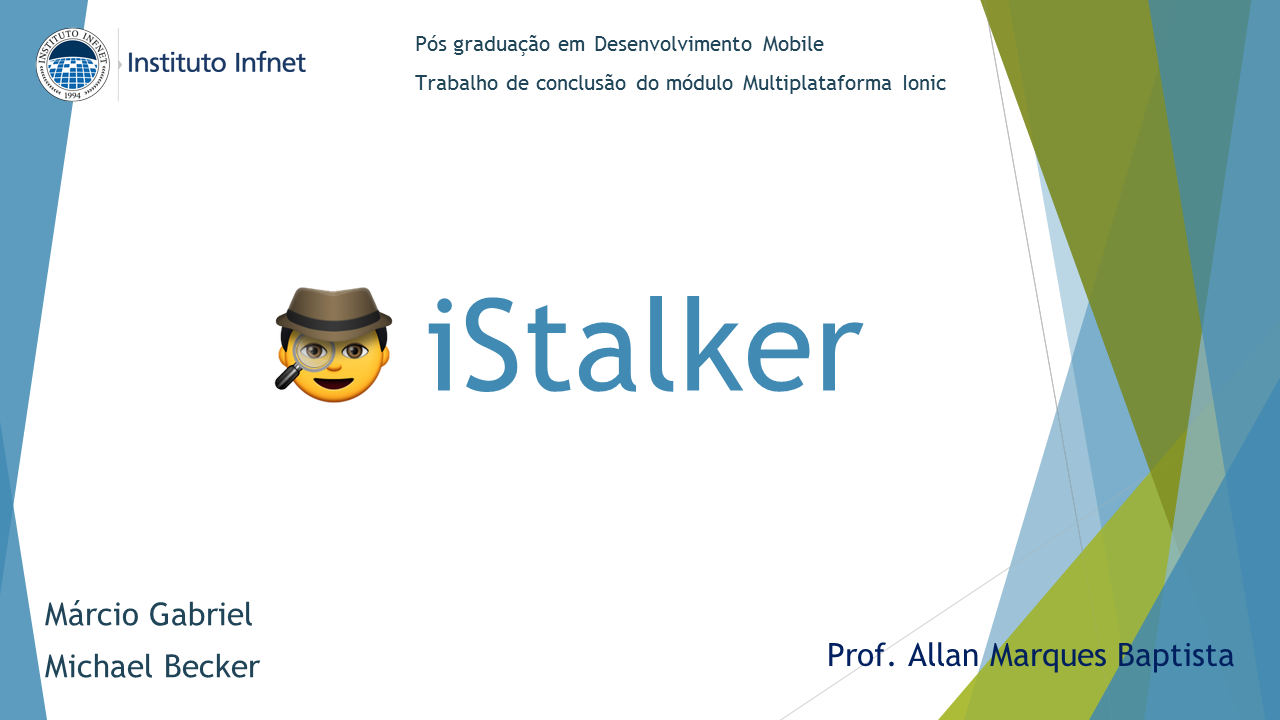 INSTITUTO INFNET
1994
Instituto Infnet
Pós graduação em Desenvolvimento Mobile
Trabalho de conclusão do módulo Multiplataforma Ionic
iStalker
Márcio Gabriel
Michael Becker
Prof. Allan Marques Baptista